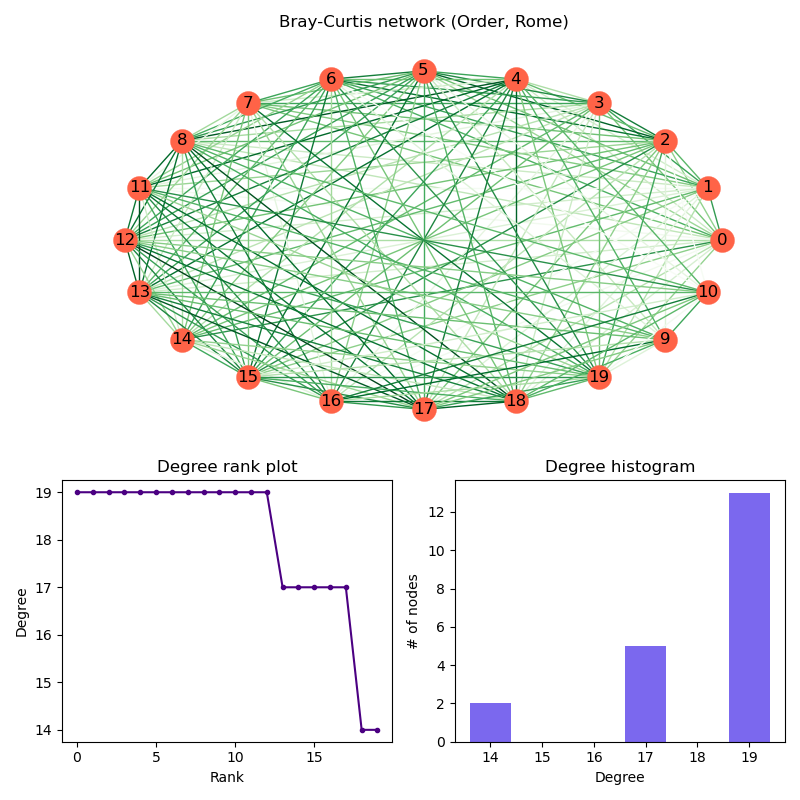 Bray-Curtis network (Order, Rome)
5
6 4
7 3
8 2
11 1
12 0
13 10
14 9
15 19
16 18
17
Degree rank plot
19
18
17
16
15
14
Degree
0 5 10 15
Rank
Degree histogram
12
10
8
6
4
2
0
# of nodes
14 15 16 17 18 19
Degree